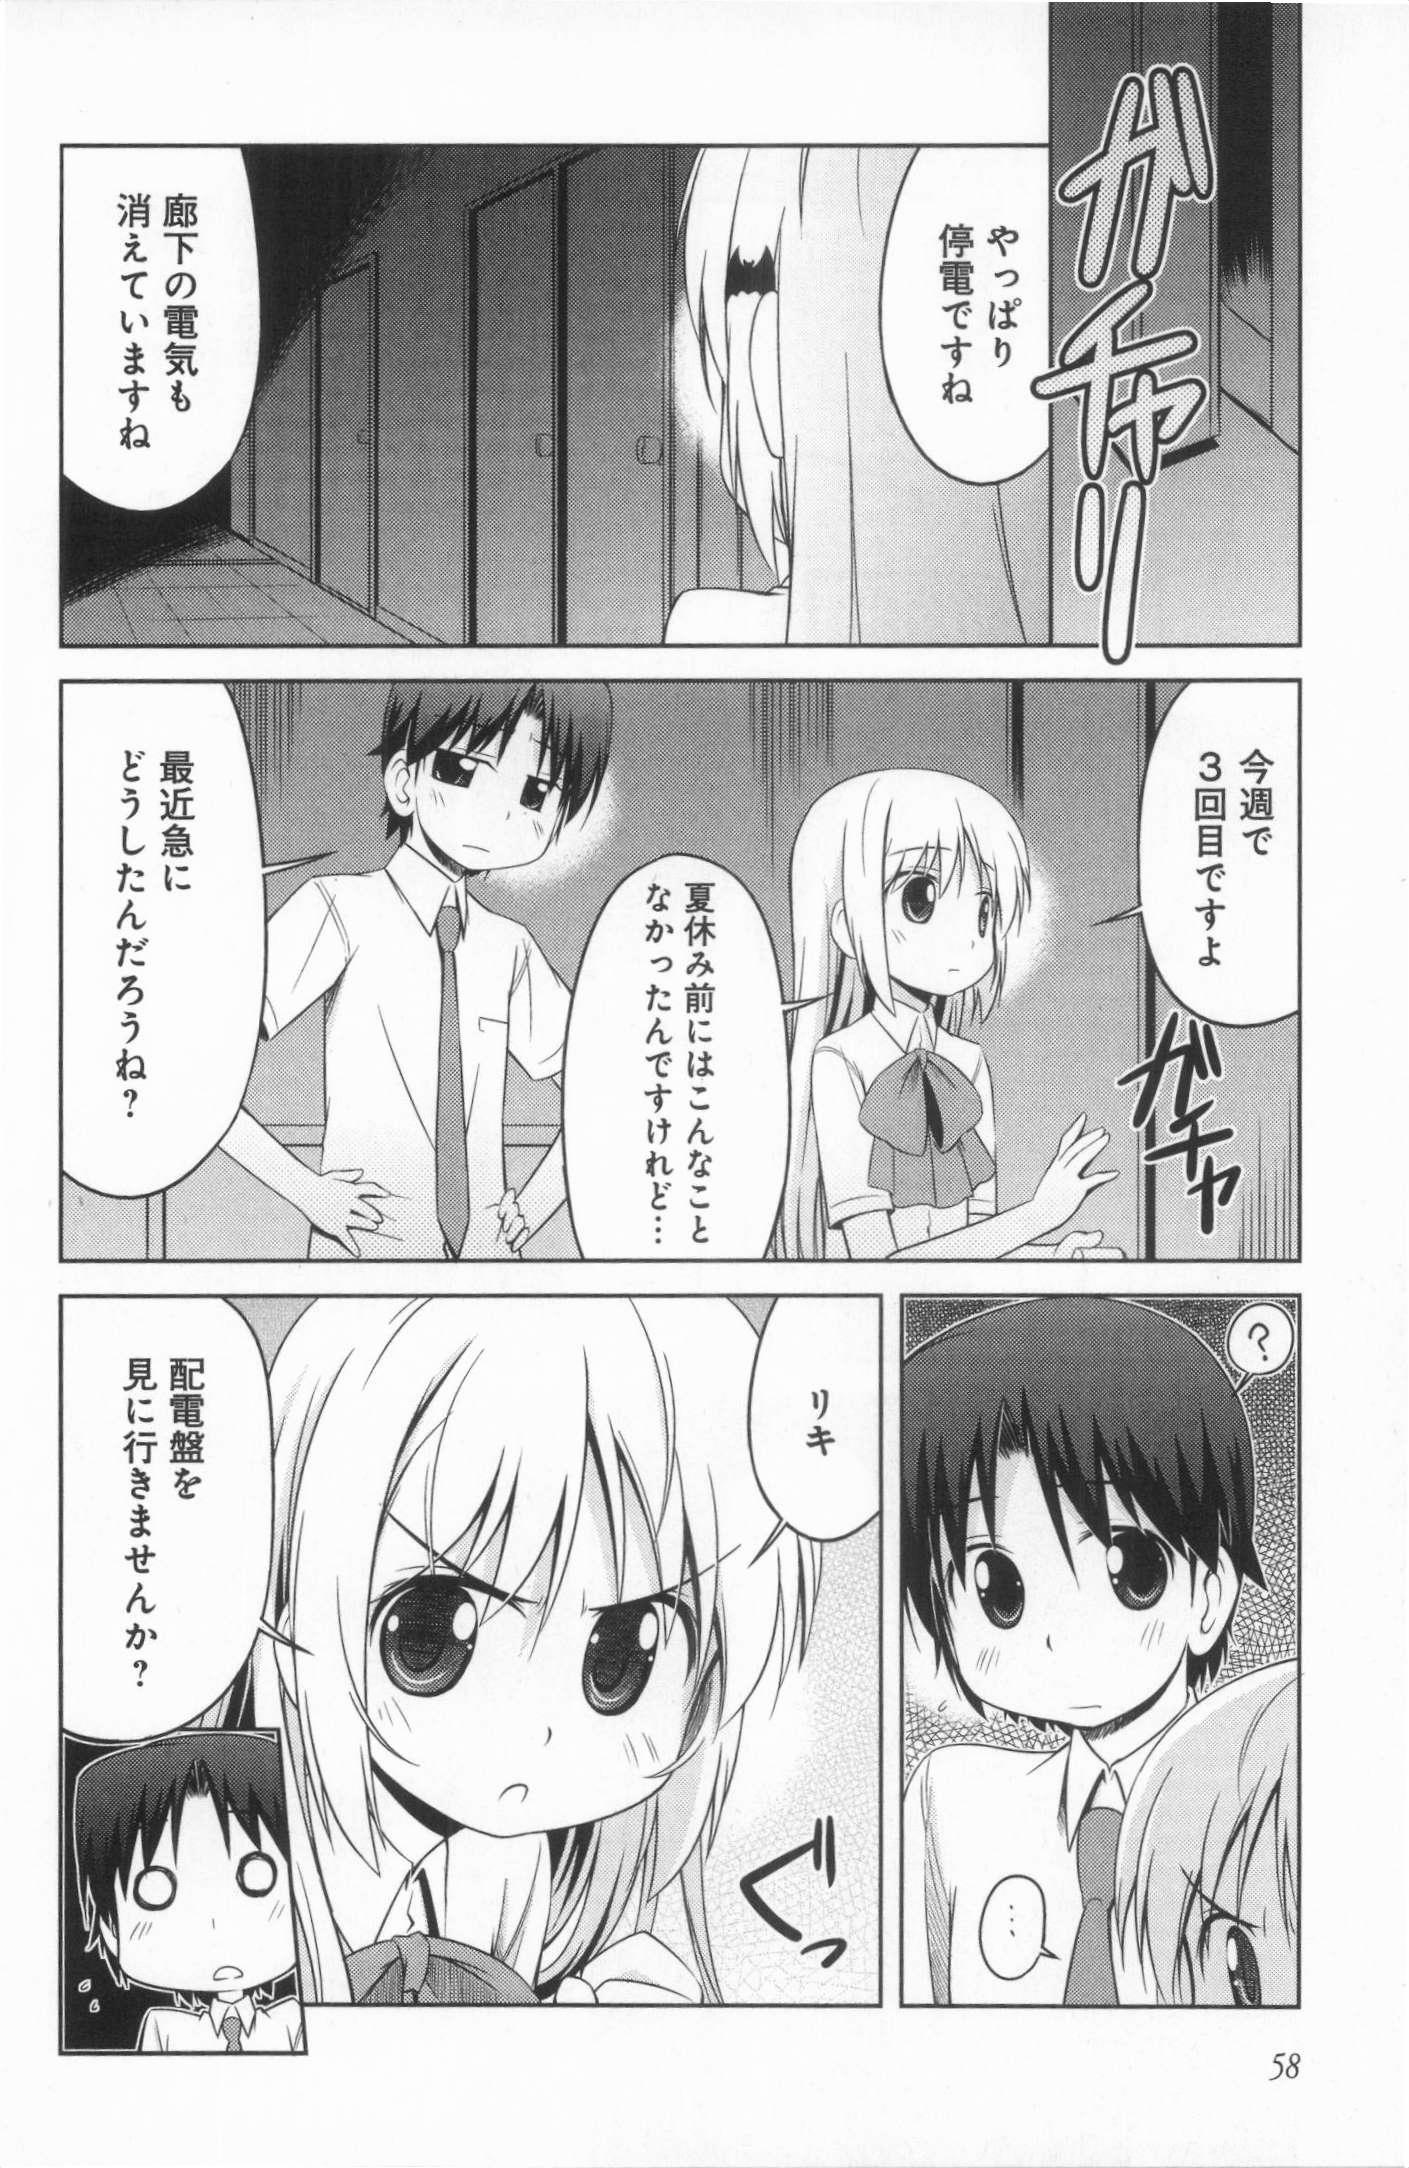 ガチャーー
やっぱり
停電ですね
廊下の電気も
消えていますね
今週で
3回目ですよ
ガチャ
夏休み前にはこんなこと
なかったんですけれど…
最近急に
どうしたんだろうね?
?
…
リキ
ぐっ
配電盤を
見に行きませんか?
58